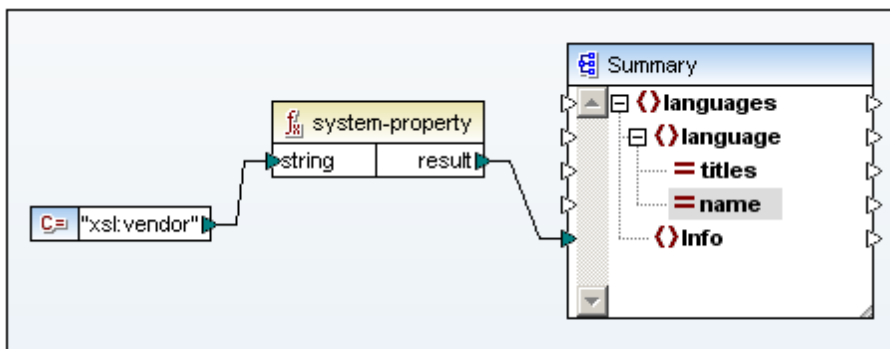 Summary
languages
system-property
language
string result
titles
C= "xsl:vendor"
name
Info